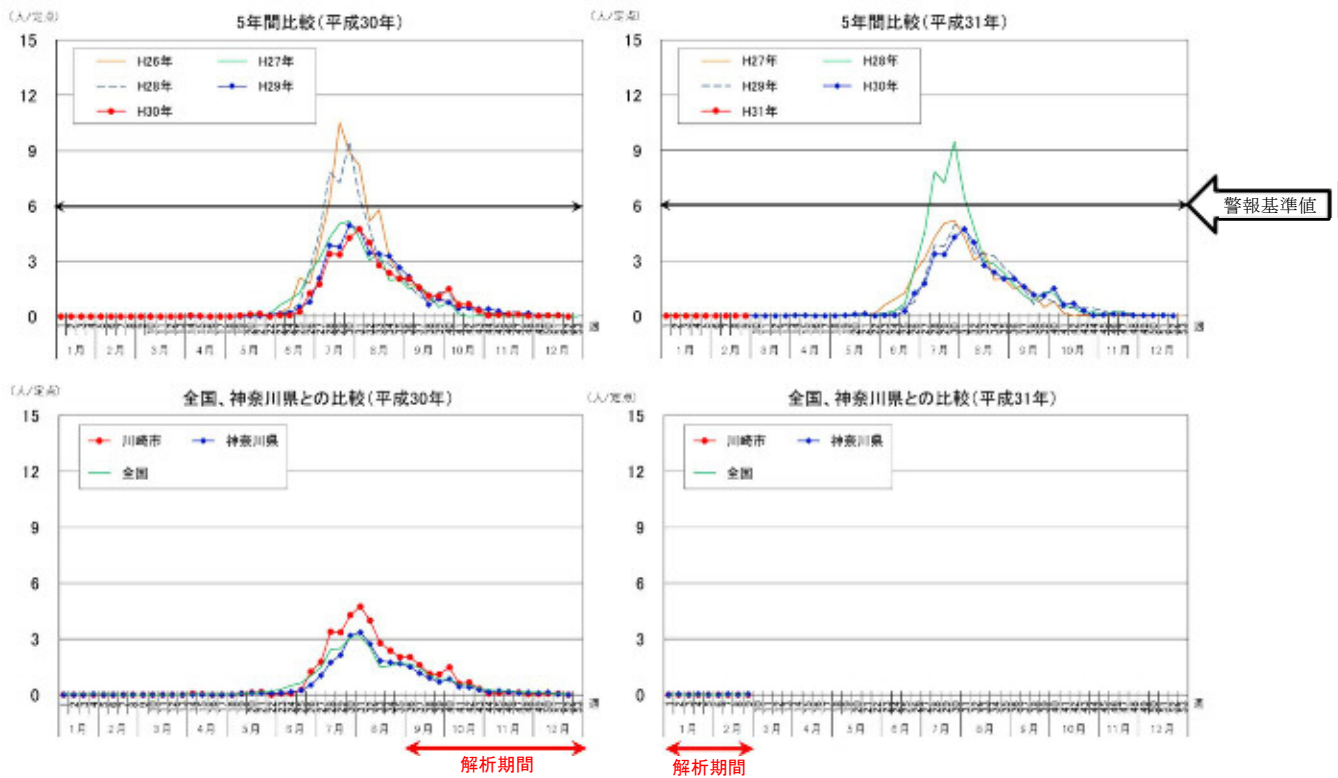 (人/定点)
5年間比較(平成30年)
15
12
9
6
3
0
H26年
H27年
H28年
H29年
H30年
週
1月 2月 3月 4月 5月 6月 7月 8月 9月 10月 11月 12月
(人/定点)
5年間比較(平成31年)
15
12
9
6
3
0
H27年
H28年
H29年
H30年
H31年
警報基準値
週
1月 2月 3月 4月 5月 6月 7月 8月 9月 10月 11月 12月
(人/定点)
全国、神奈川県との比較(平成30年)
15
12
9
6
3
0
川崎市
神奈川県
全国
週
1月 2月 3月 4月 5月 6月 7月 8月 9月 10月 11月 12月
解析期間
(人/定点)
全国、神奈川県との比較(平成31年)
15
12
9
6
3
0
川崎市
神奈川県
全国
週
1月 2月 3月 4月 5月 6月 7月 8月 9月 10月 11月 12月
解析期間